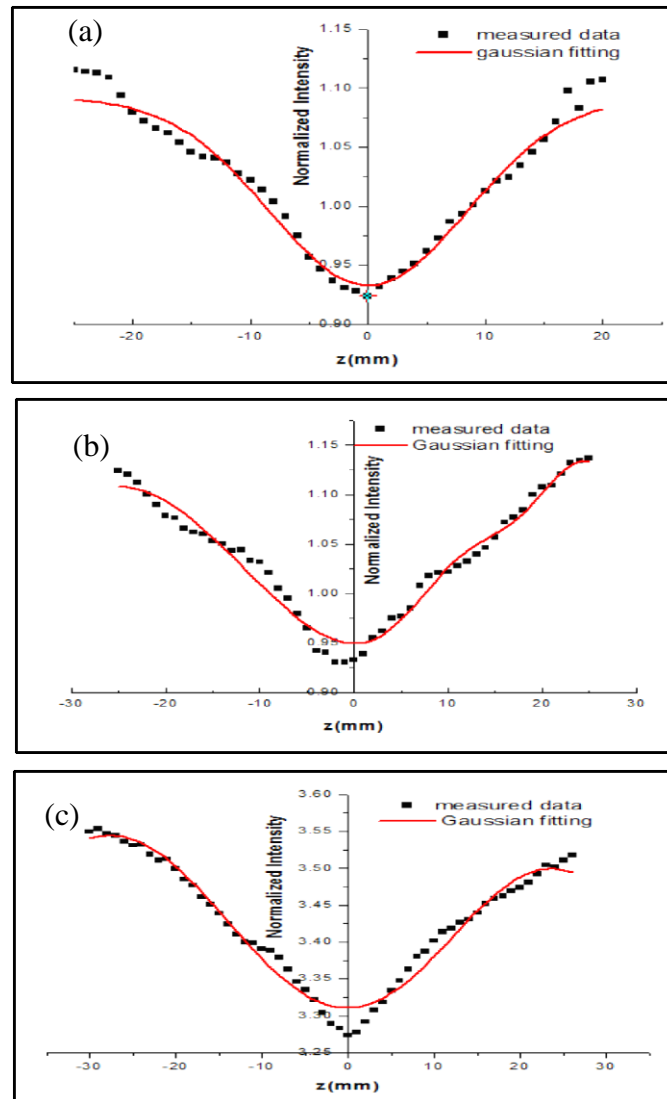 (a)
measured data
gaussian fitting
Normalized Intensity
1.15
1.10
1.05
1.00
0.95
0.90
-20
-10
0
10
20
z(mm)
(b)
measured data
Gaussian fitting
Normalized Intensity
1.15
1.10
1.05
1.00
0.95
0.90
-30
-20
-10
0
10
20
30
z(mm)
(c)
measured data
Gaussian fitting
Normalized Intensity
3.60
3.55
3.50
3.45
3.40
3.35
3.30
3.25
-30
-20
-10
0
10
20
30
z(mm)